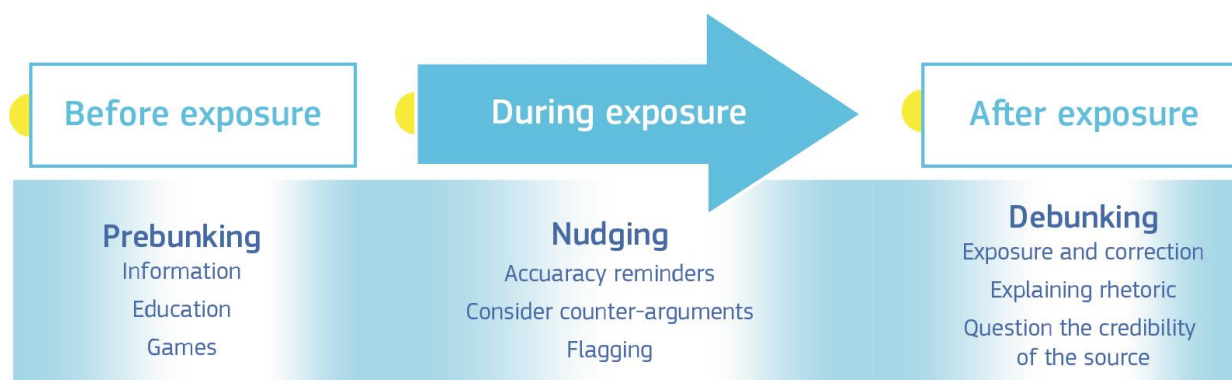 Before exposure
During exposure
After exposure
Prebunking
Information
Education
Games
Nudging
Accuaracy reminders
Consider counter-arguments
Flagging
Debunking
Exposure and correction
Explaining rhetoric
Question the credibility
of the source